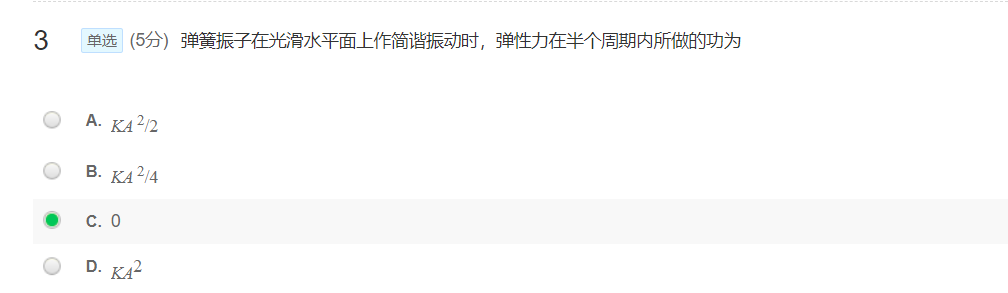 3 单选 (5分) 弹簧振子在光滑水平面上作简谐振动时，弹性力在半个周期内所做的功为
A. KA²/2
B. KA²/4
C. 0
D. KA²